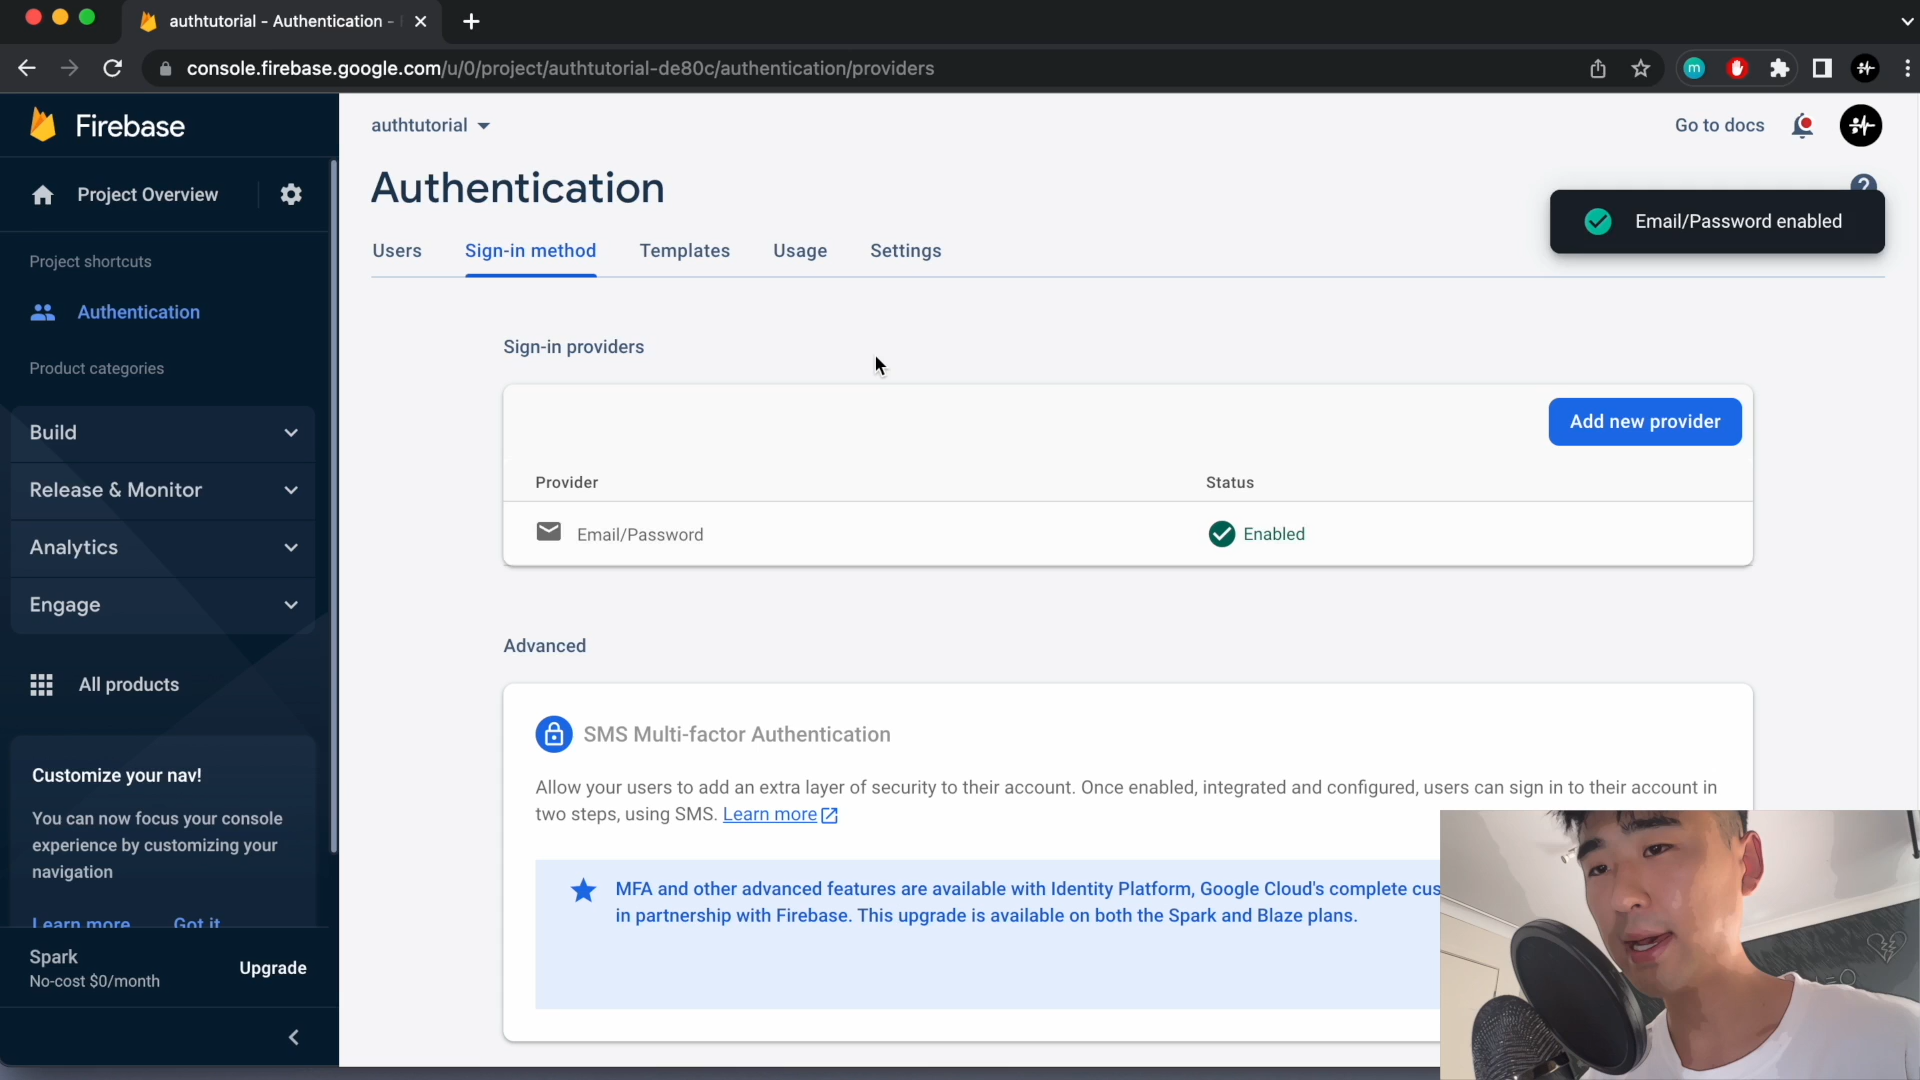 authtutorial - Authentication -
console.firebase.google.com/u/0/project/authtutorial-de80c/authentication/providers
m
Firebase
Project Overview
Project shortcuts
Authentication
Product categories
Build
Release & Monitor
Analytics
Engage
All products
Customize your nav!
You can now focus your console
experience by customizing your
navigation
Learn more Got it
Spark
No-cost $0/month
Upgrade
authtutorial
Go to docs
Authentication
?
Email/Password enabled
Users Sign-in method Templates Usage Settings
Sign-in providers
Add new provider
Provider Status
Email/Password Enabled
Advanced
SMS Multi-factor Authentication
Allow your users to add an extra layer of security to their account. Once enabled, integrated and configured, users can sign in to their account in
two steps, using SMS. Learn more
MFA and other advanced features are available with Identity Platform, Google Cloud's complete cus
in partnership with Firebase. This upgrade is available on both the Spark and Blaze plans.